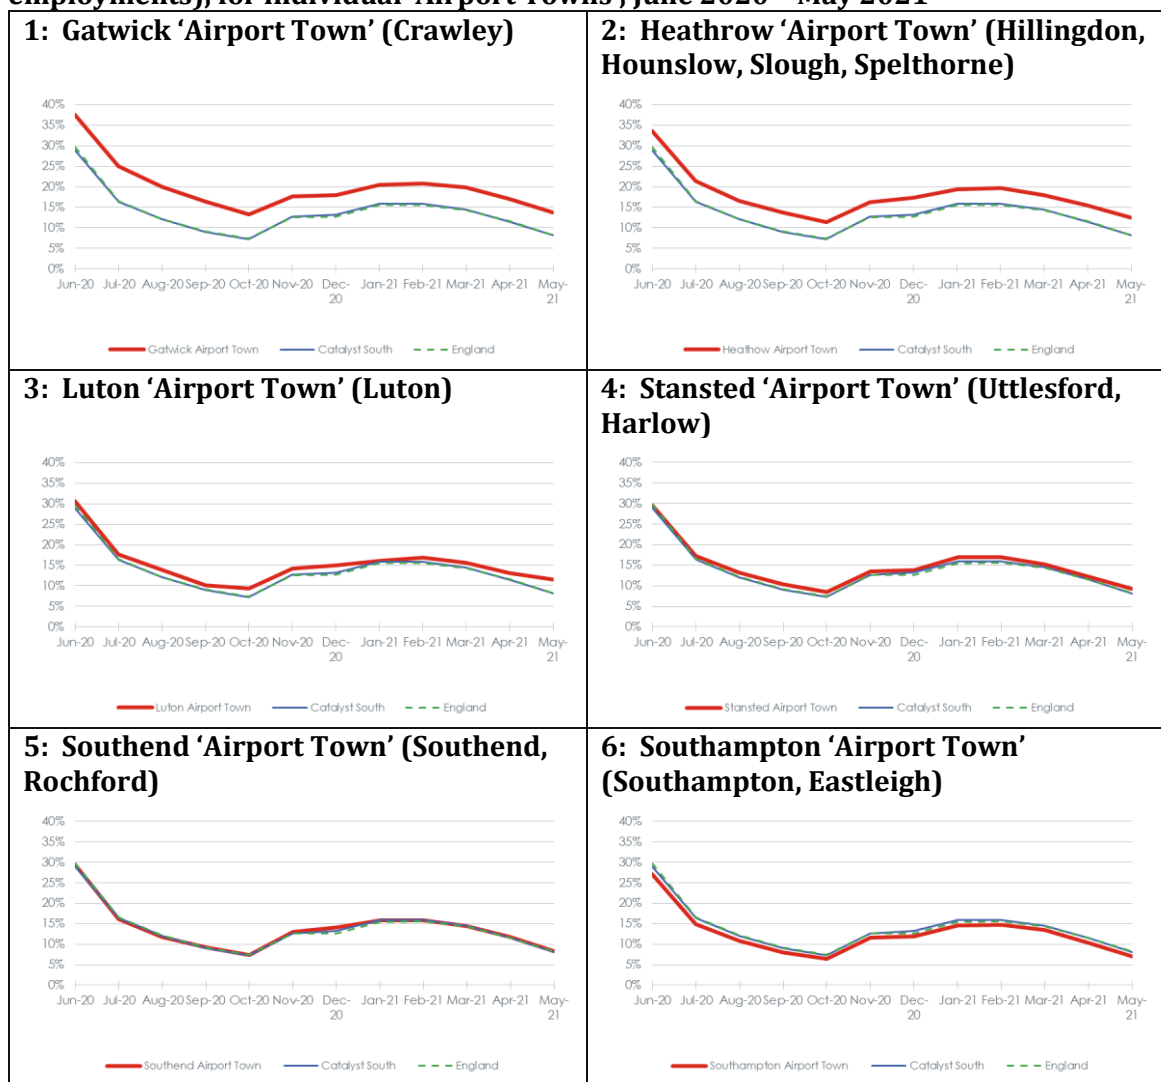 employments), for individual 'Airport Towns', June 2020 – May 2021
1: Gatwick ‘Airport Town’ (Crawley)
40%
35%
30%
25%
20%
15%
10%
5%
0%
Jun-20 Jul-20 Aug-20 Sep-20 Oct-20 Nov-20 Dec-20 Jan-21 Feb-21 Mar-21 Apr-21 May-21
Gatwick Airport Town Catalyst South England
2: Heathrow ‘Airport Town’ (Hillingdon,
Hounslow, Slough, Spelthorne)
40%
35%
30%
25%
20%
15%
10%
5%
0%
Jun-20 Jul-20 Aug-20 Sep-20 Oct-20 Nov-20 Dec-20 Jan-21 Feb-21 Mar-21 Apr-21 May-21
Heathow Airport Town Catalyst South England
3: Luton ‘Airport Town’ (Luton)
40%
35%
30%
25%
20%
15%
10%
5%
0%
Jun-20 Jul-20 Aug-20 Sep-20 Oct-20 Nov-20 Dec-20 Jan-21 Feb-21 Mar-21 Apr-21 May-21
Luton Airport Town Catalyst South England
4: Stansted ‘Airport Town’ (Uttlesford,
Harlow)
40%
35%
30%
25%
20%
15%
10%
5%
0%
Jun-20 Jul-20 Aug-20 Sep-20 Oct-20 Nov-20 Dec-20 Jan-21 Feb-21 Mar-21 Apr-21 May-21
Stansted Airport Town Catalyst South England
5: Southend ‘Airport Town’ (Southend,
Rochford)
40%
35%
30%
25%
20%
15%
10%
5%
0%
Jun-20 Jul-20 Aug-20 Sep-20 Oct-20 Nov-20 Dec-20 Jan-21 Feb-21 Mar-21 Apr-21 May-21
Southend Airport Town Catalyst South England
6: Southampton ‘Airport Town’
(Southampton, Eastleigh)
40%
35%
30%
25%
20%
15%
10%
5%
0%
Jun-20 Jul-20 Aug-20 Sep-20 Oct-20 Nov-20 Dec-20 Jan-21 Feb-21 Mar-21 Apr-21 May-21
Southampton Airport Town Catalyst South England